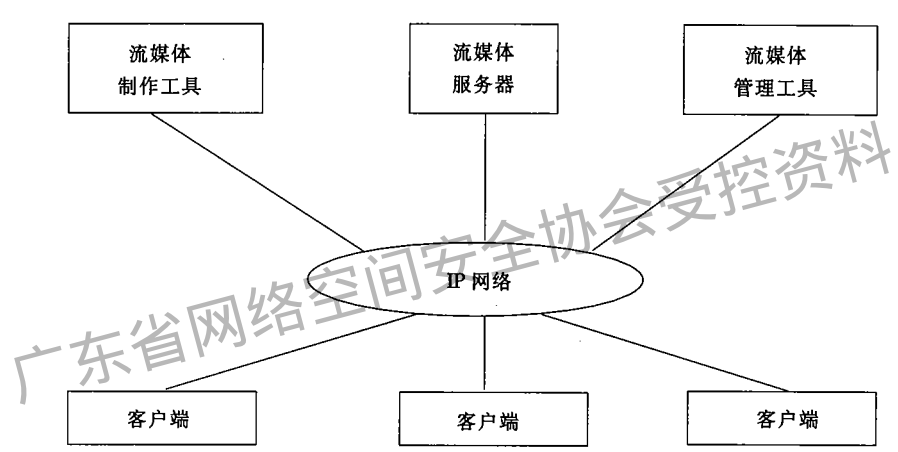 流媒体
制作工具
流媒体
服务器
流媒体
管理工具
IP 网络
客户端
客户端
客户端
广东省网络空间安全协会受控资料